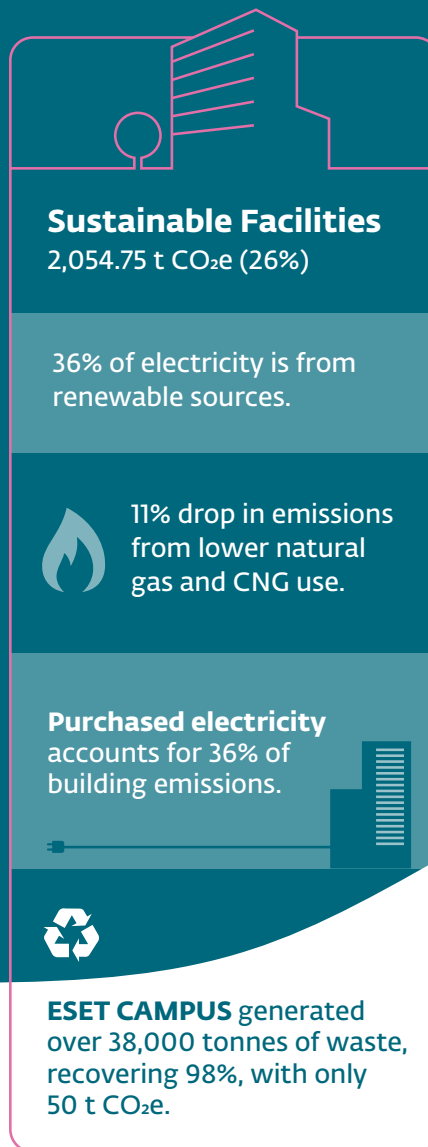 Sustainable Facilities
2,054.75 t CO₂e (26%)
36% of electricity is from
renewable sources.
11% drop in emissions
from lower natural
gas and CNG use.
Purchased electricity
accounts for 36% of
building emissions.
ESET CAMPUS generated
over 38,000 tonnes of waste,
recovering 98%, with only
50 t CO₂e.